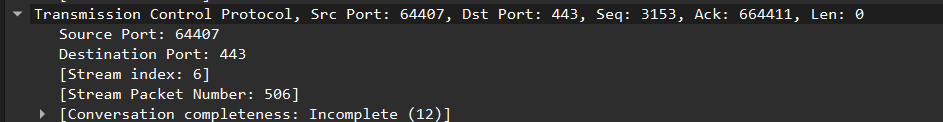 Transmission Control Protocol, Src Port: 64407, Dst Port: 443, Seq: 3153, Ack: 664411, Len: 0
Source Port: 64407
Destination Port: 443
[Stream index: 6]
[Stream Packet Number: 506]
[Conversation completeness: Incomplete (12)]